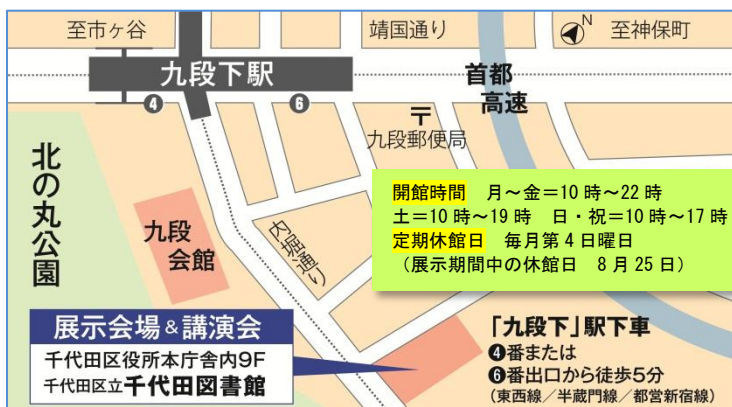 至市ヶ谷
靖国通り
N
至神保町
九段下駅
首都
高速
❹
❻
〒
九段郵便局
北の丸公園
九段
会館
内堀通り
開館時間 月～金＝10時～22時
土＝10時～19時 日・祝＝10時～17時
定期休館日 毎月第4日曜日
（展示期間中の休館日 8月25日）
展示会場＆講演会
千代田区役所本庁舎内9F
千代田区立千代田図書館
「九段下」駅下車
❹番または
❻番出口から徒歩5分
（東西線／半蔵門線／都営新宿線）